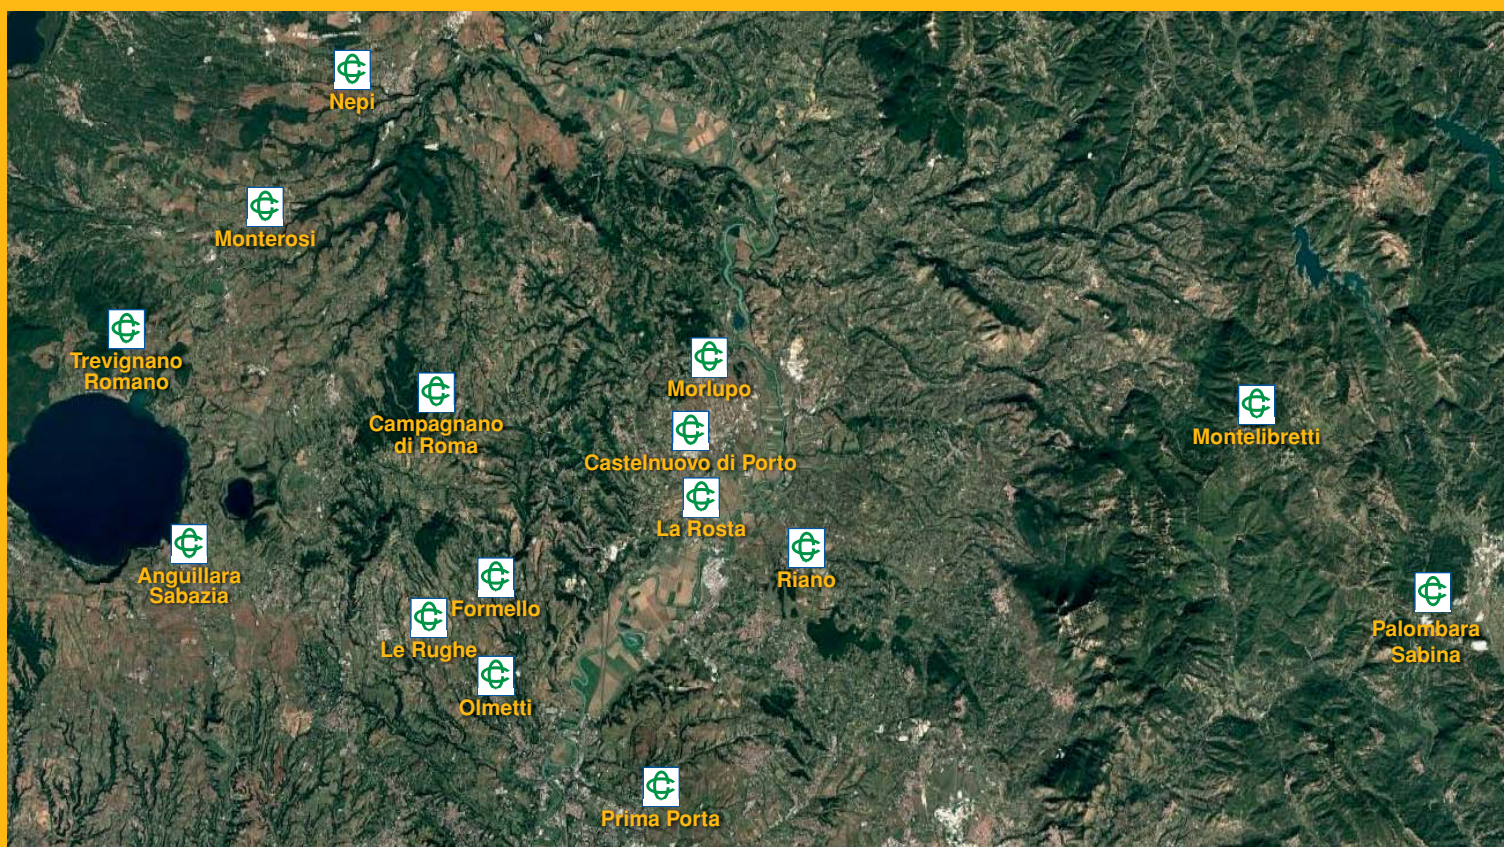 Nepi
Monterosi
Trevignano
Romano
Morlupo
Campagnano
di Roma
Montelibretti
Castelnuovo di Porto
La Rosta
Anguillara
Sabazia
Riano
Formello
Le Rughe
Palombara
Sabina
Olmetti
Prima Porta